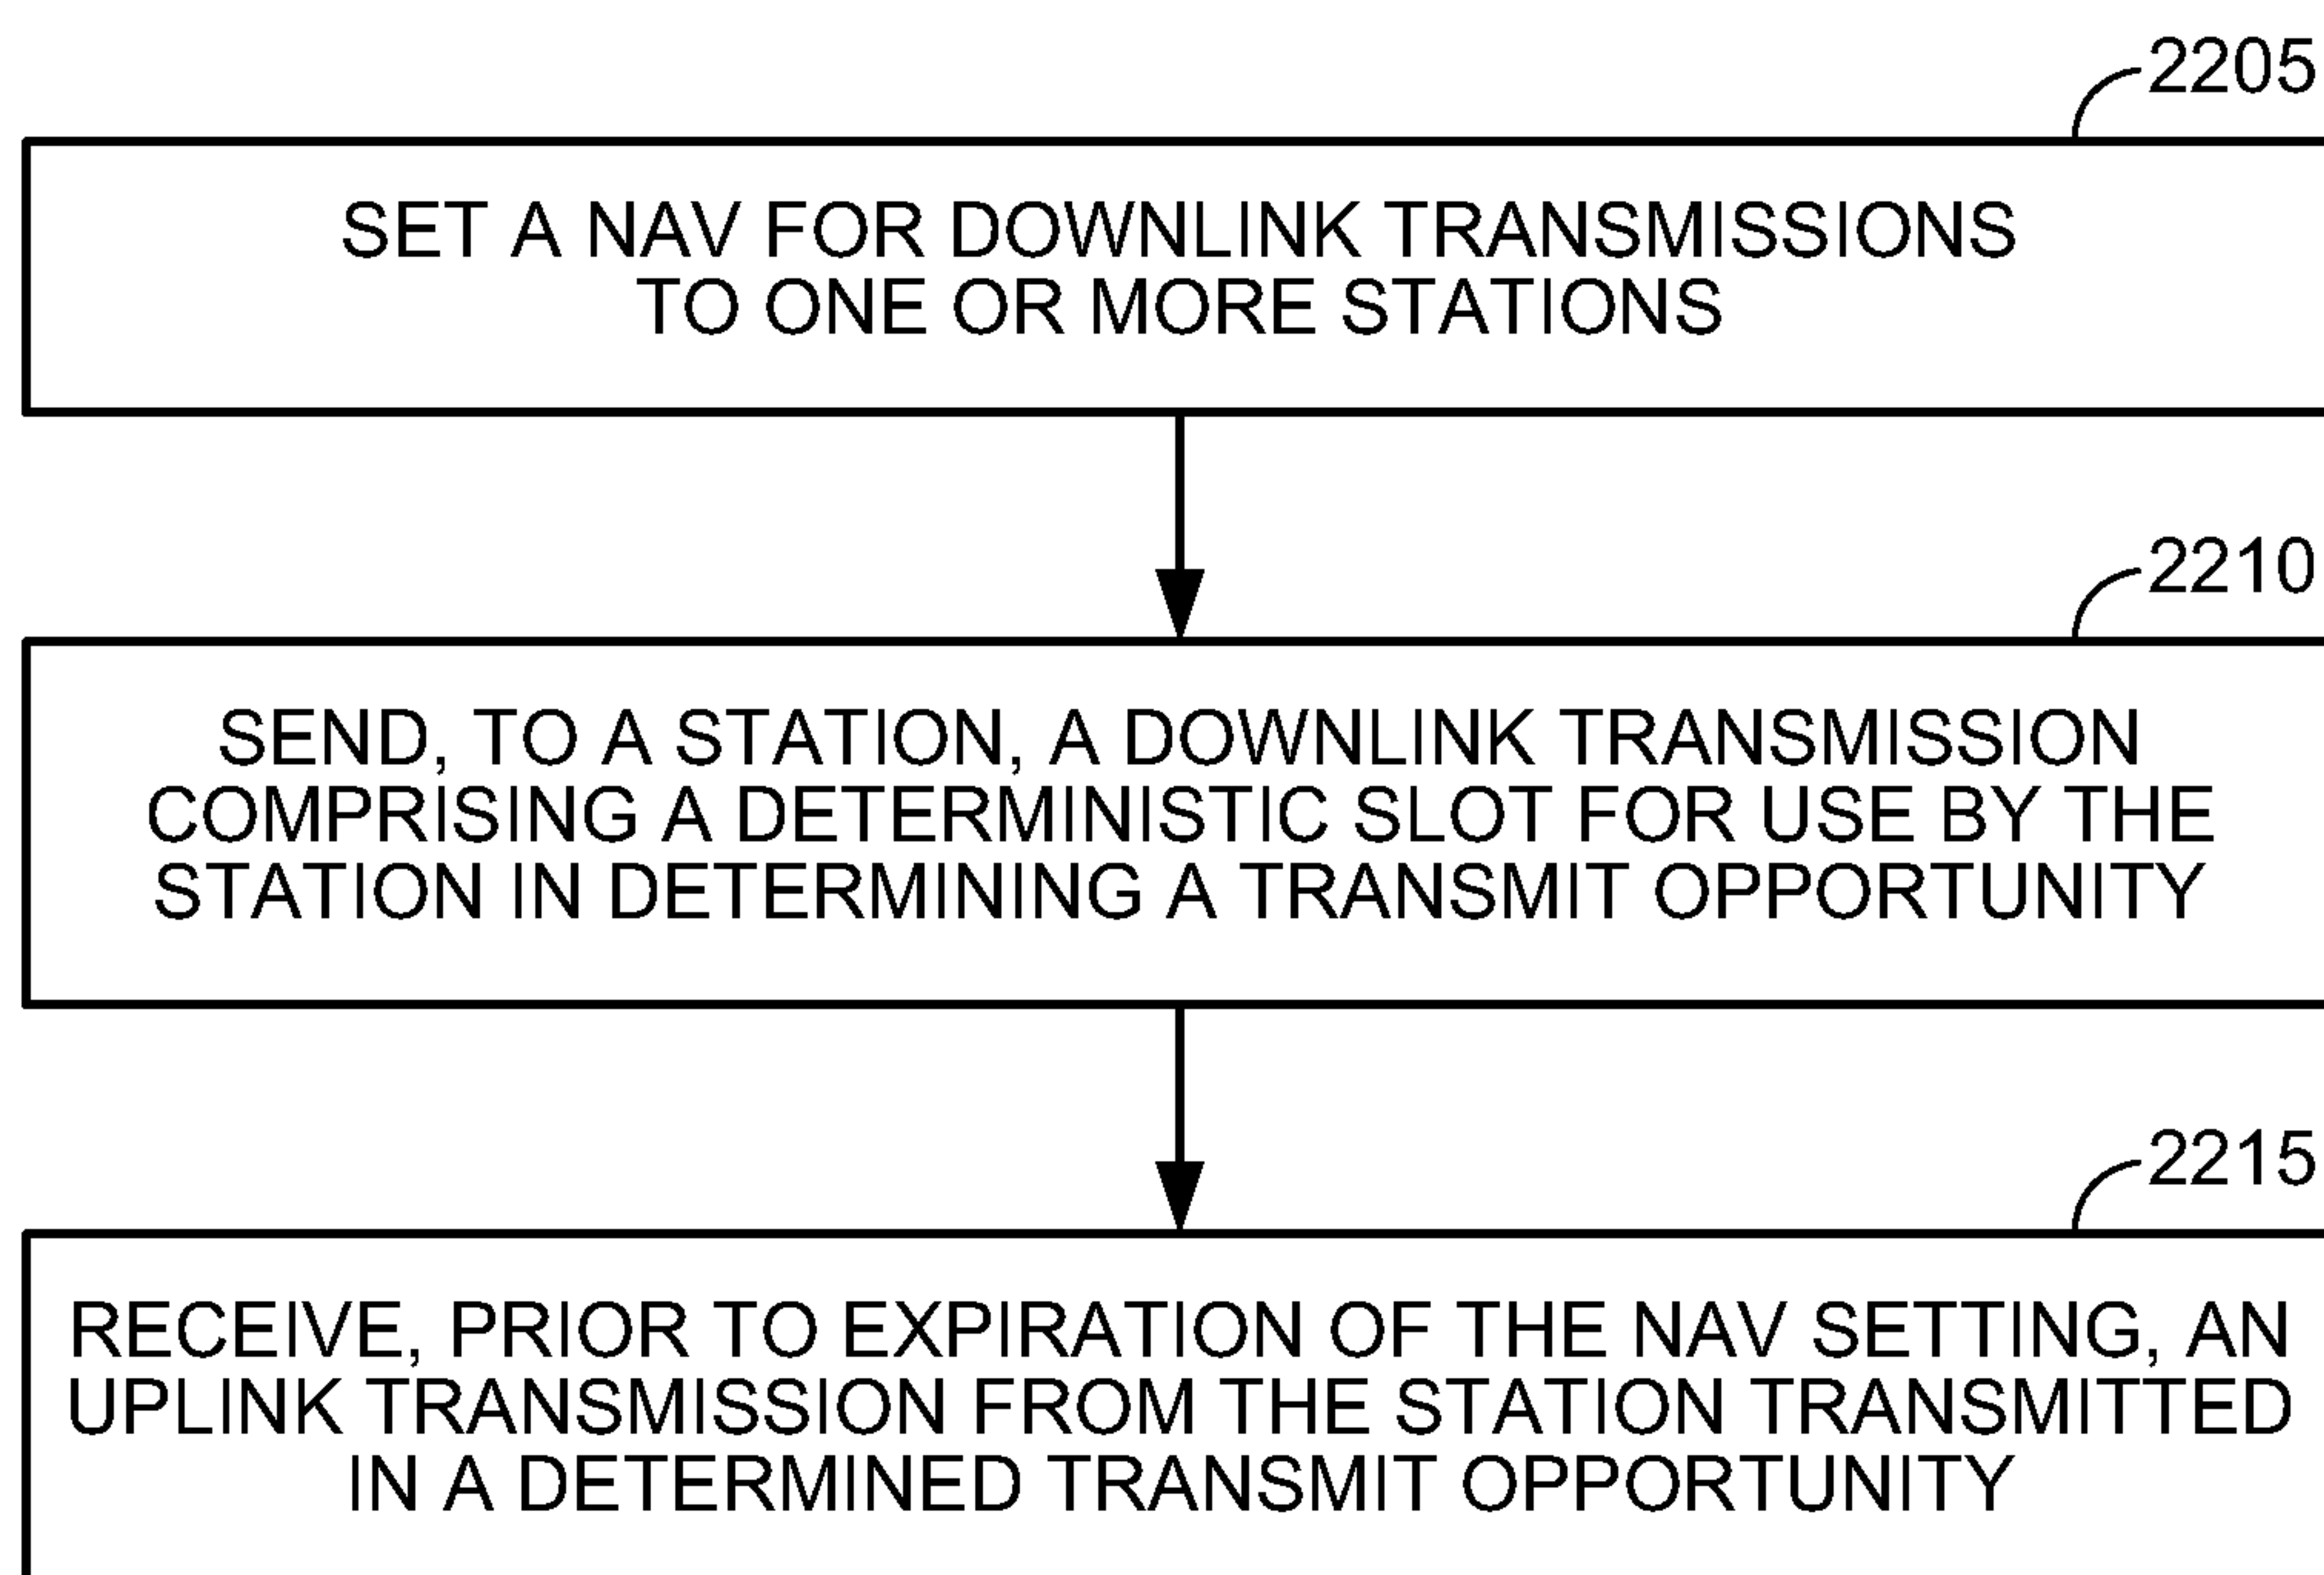 2205
SET A NAV FOR DOWNLINK TRANSMISSIONS
TO ONE OR MORE STATIONS
2210
SEND, TO A STATION, A DOWNLINK TRANSMISSION
COMPRISING A DETERMINISTIC SLOT FOR USE BY THE
STATION IN DETERMINING A TRANSMIT OPPORTUNITY
2215
RECEIVE, PRIOR TO EXPIRATION OF THE NAV SETTING, AN
UPLINK TRANSMISSION FROM THE STATION TRANSMITTED
IN A DETERMINED TRANSMIT OPPORTUNITY